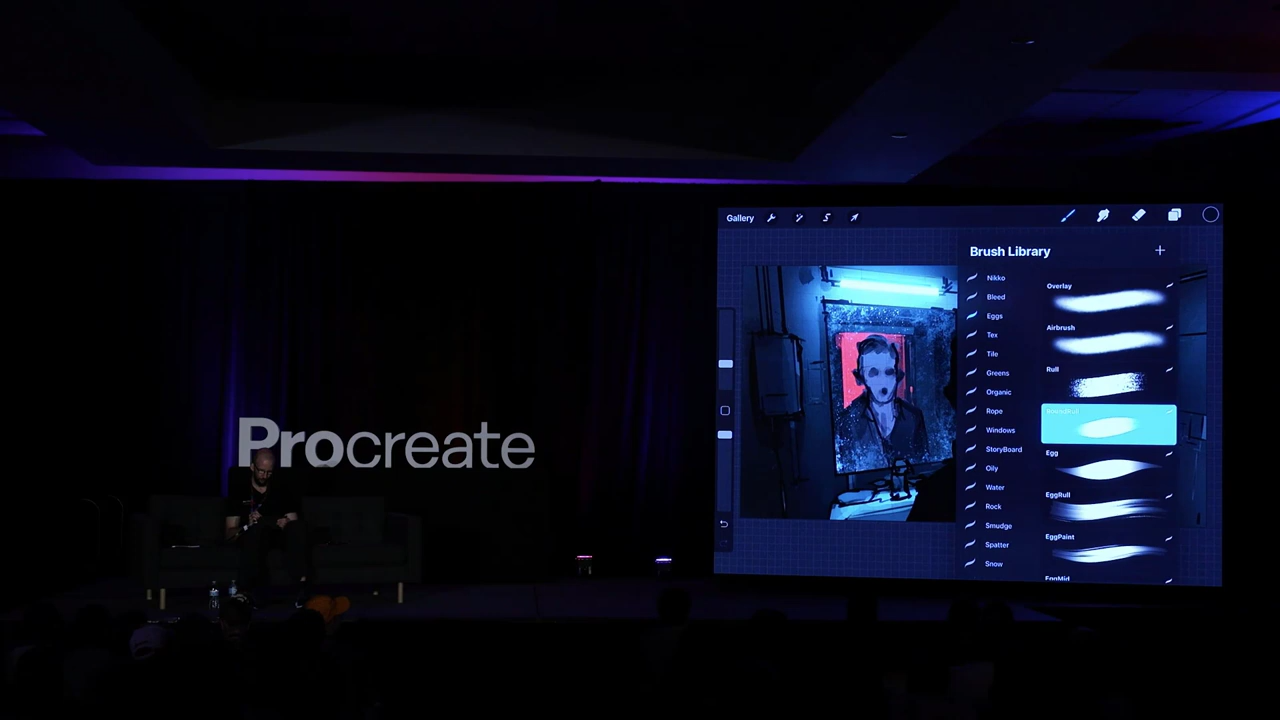 Procreate
Gallery
Brush Library
Nikko
Bleed
Eggs
Tex
Tile
Greens
Organic
Rope
Windows
StoryBoard
Oily
Water
Rock
Smudge
Spatter
Snow
Overlay
Airbrush
Rull
Egg
EggRull
EggPaint
EggMid